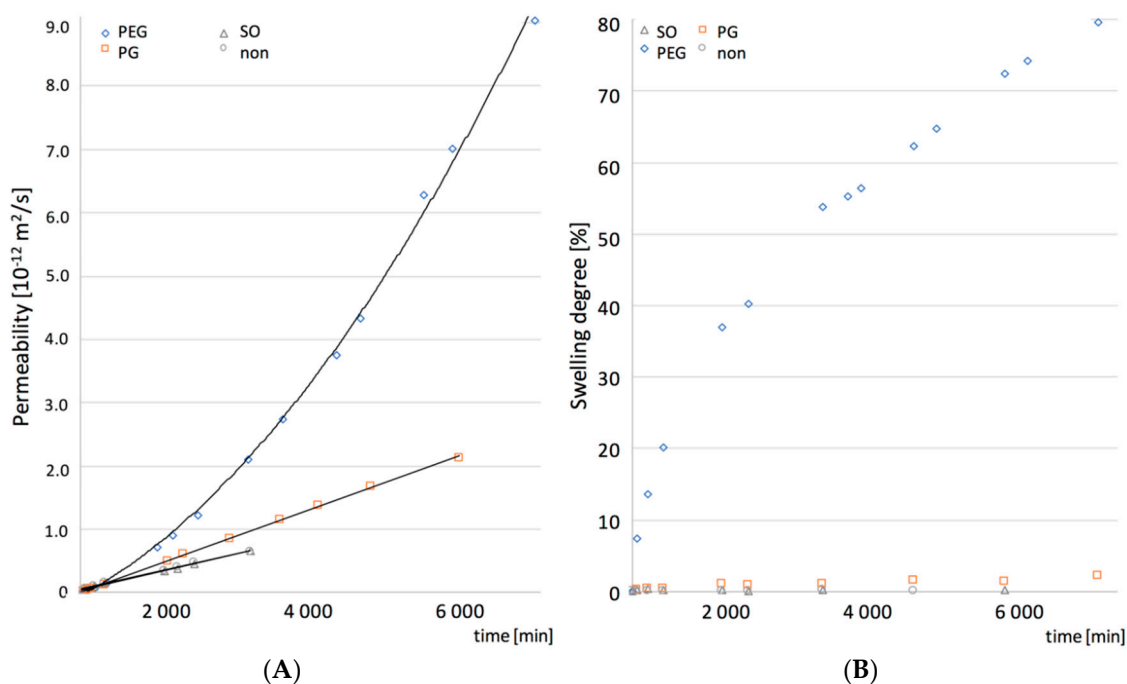 9.0
8.0
7.0
6.0
5.0
4.0
3.0
2.0
1.0
0
Permeability [10-12 m2/s]
PEG
SO
PG
non
2 000
4 000
6 000
time [min]
(A)
80
70
60
50
40
30
20
10
0
Swelling degree [%]
SO
PG
PEG
non
2 000
4 000
6 000
time [min]
(B)